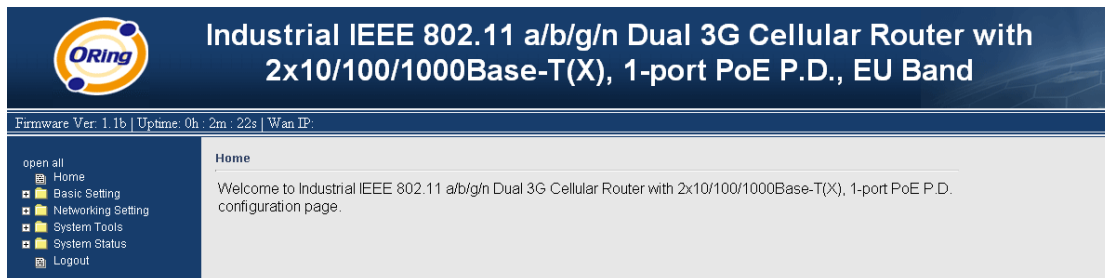 ORing
Industrial IEEE 802.11 a/b/g/n Dual 3G Cellular Router with
2x10/100/1000Base-T(X), 1-port PoE P.D., EU Band
Firmware Ver: 1.1b | Uptime: 0h : 2m : 22s | Wan IP:
open all
Home
Basic Setting
Networking Setting
System Tools
System Status
Logout
Home
Welcome to Industrial IEEE 802.11 a/b/g/n Dual 3G Cellular Router with 2x10/100/1000Base-T(X), 1-port PoE P.D.
configuration page.